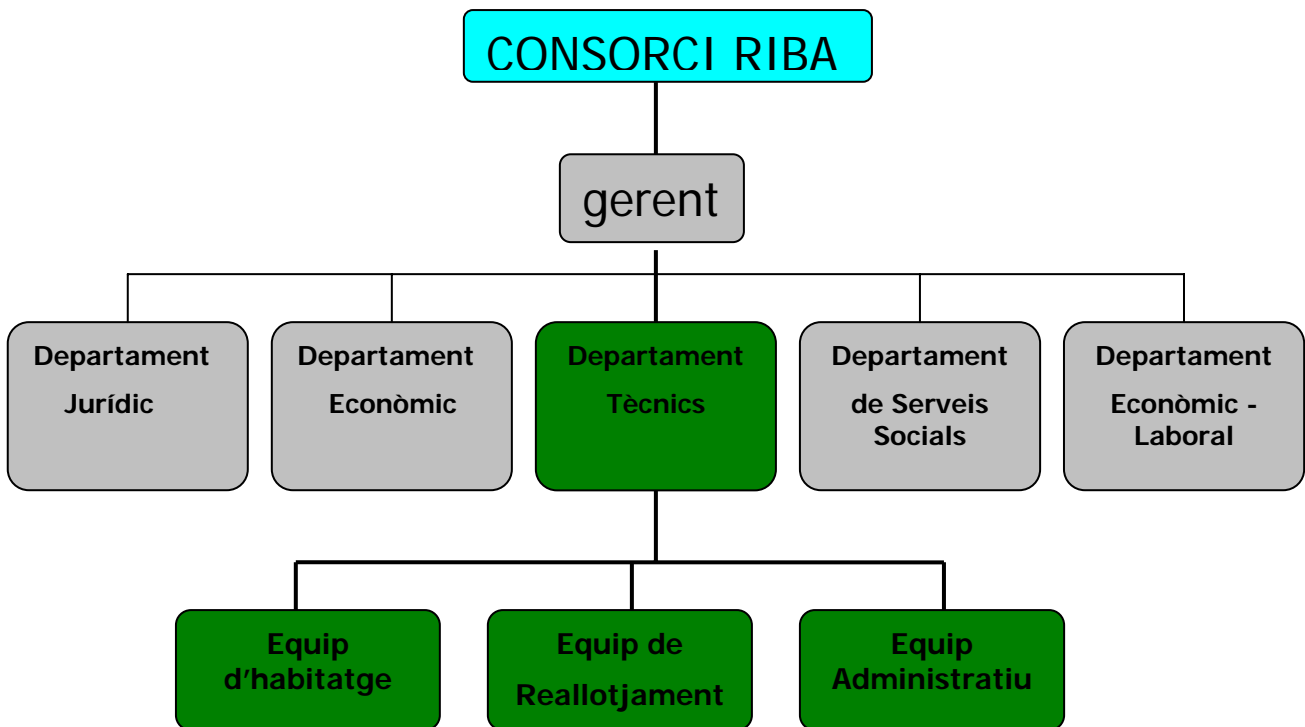 CONSORCI RIBA
gerent
Departament
Jurídic
Departament
Econòmic
Departament
Tècnics
Departament
de Serveis
Socials
Departament
Econòmic -
Laboral
Equip
d'habitatge
Equip de
Reallotjament
Equip
Administratiu